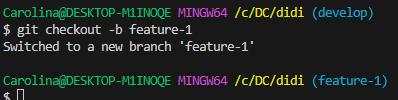 Carolina@DESKTOP-M1INOQE MINGW64 /c/DC/didi (develop)
$ git checkout -b feature-1
Switched to a new branch 'feature-1'
Carolina@DESKTOP-M1INOQE MINGW64 /c/DC/didi (feature-1)
$